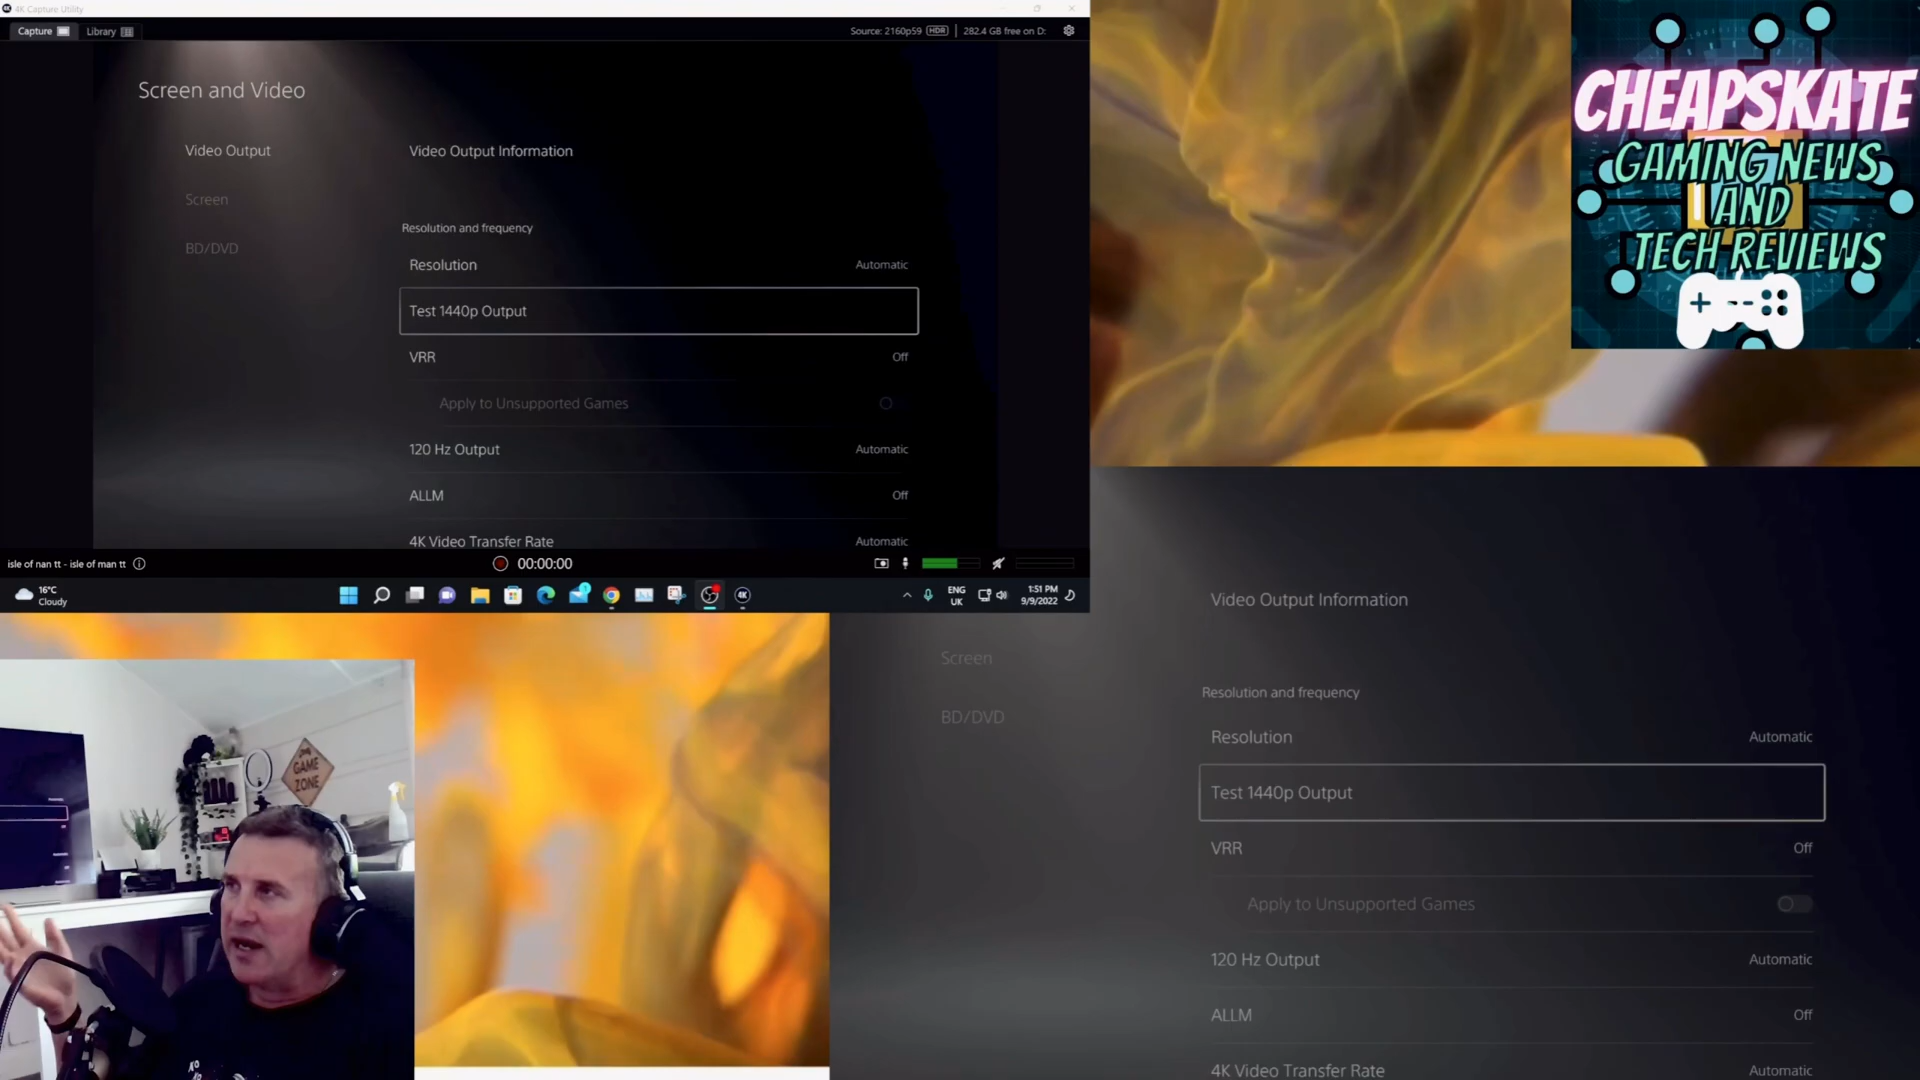 4K Capture Utility
Capture
Library
Source: 2160p59 HDR
282.4 GB free on D:
Screen and Video
Video Output
Screen
BD/DVD
Video Output Information
Resolution and frequency
Resolution Automatic
Test 1440p Output
VRR Off
Apply to Unsupported Games
120 Hz Output Automatic
ALLM Off
4K Video Transfer Rate Automatic
isle of nan tt - isle of man tt
00:00:00
16°C
Cloudy
4K
ENG
UK
1:51 PM
9/9/2022
CHEAPSKATE
GAMING NEWS
AND
TECH REVIEWS
GAME
ZONE
Screen
BD/DVD
Video Output Information
Resolution and frequency
Resolution Automatic
Test 1440p Output
VRR Off
Apply to Unsupported Games
120 Hz Output Automatic
ALLM Off
4K Video Transfer Rate Automatic